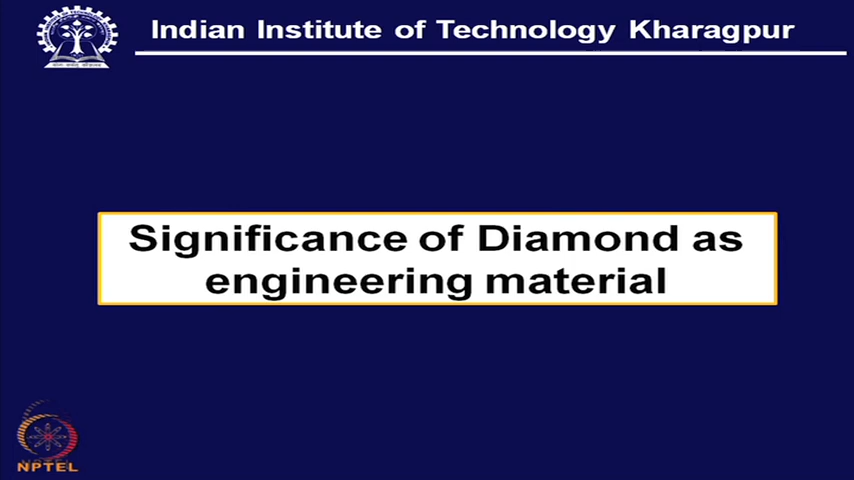 Indian Institute of Technology Kharagpur
Significance of Diamond as
engineering material
NPTEL